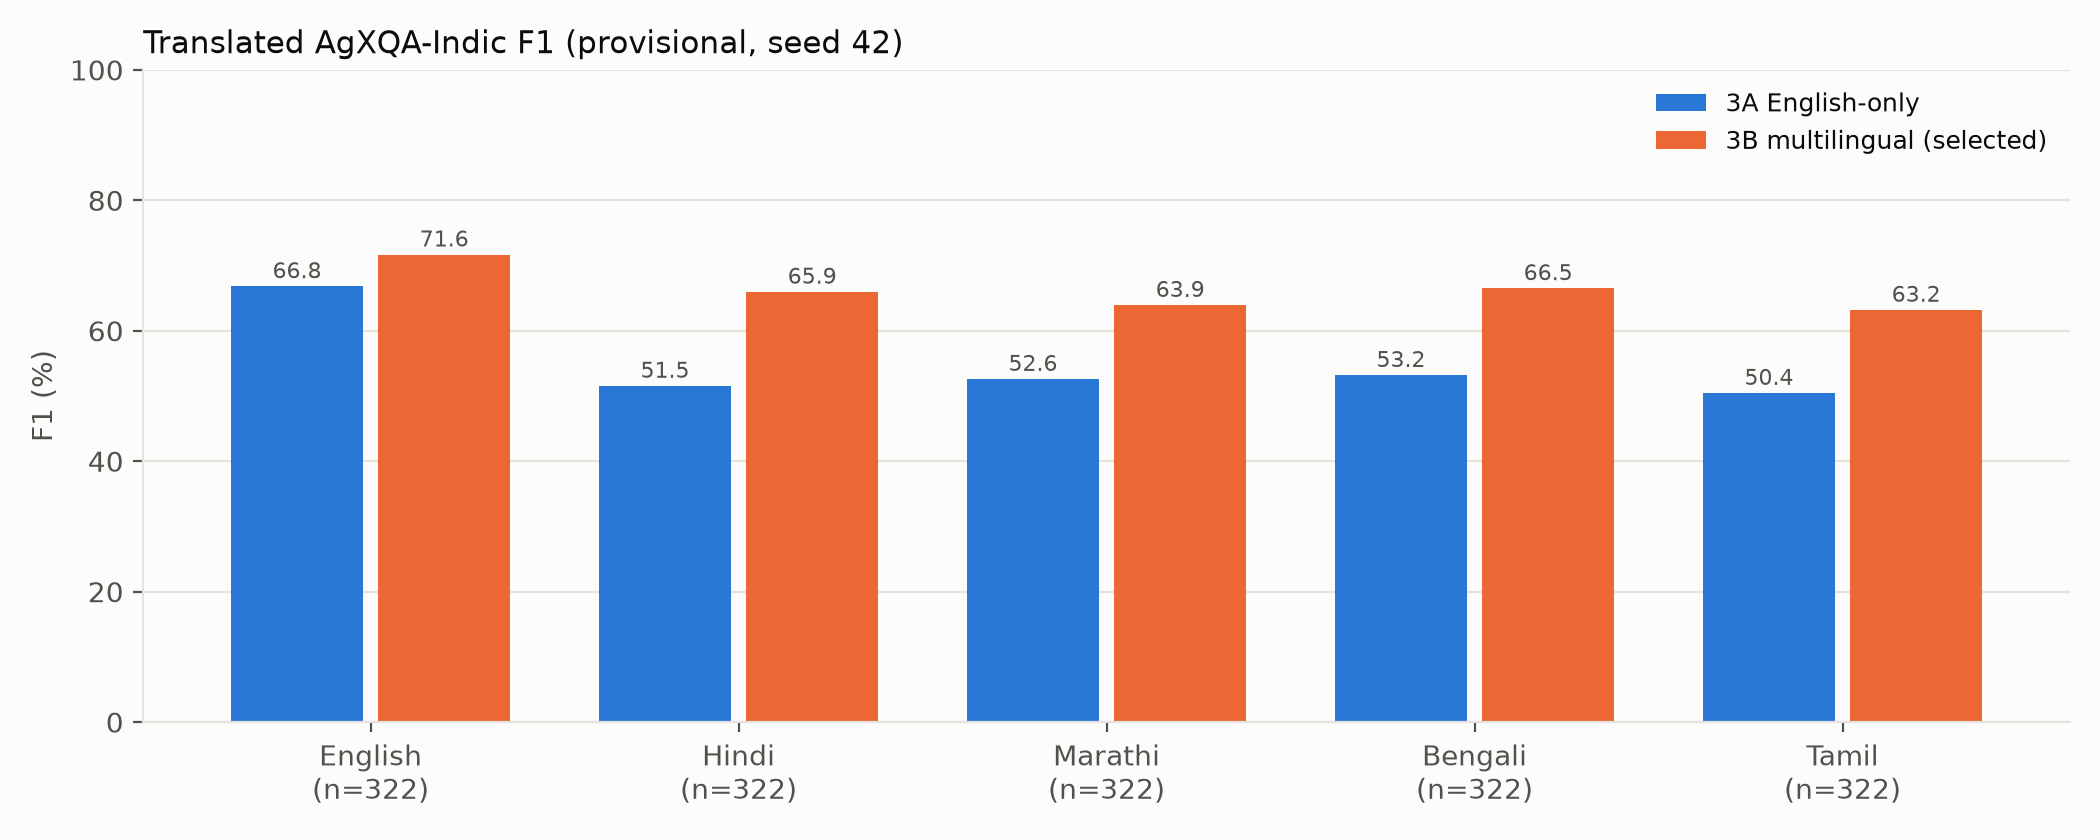 Translated AgXQA-Indic F1 (provisional, seed 42)
3A English-only
3B multilingual (selected)
F1 (%)
100
80
60
40
20
0
66.8
71.6
51.5
65.9
52.6
63.9
53.2
66.5
50.4
63.2
English
(n=322)
Hindi
(n=322)
Marathi
(n=322)
Bengali
(n=322)
Tamil
(n=322)